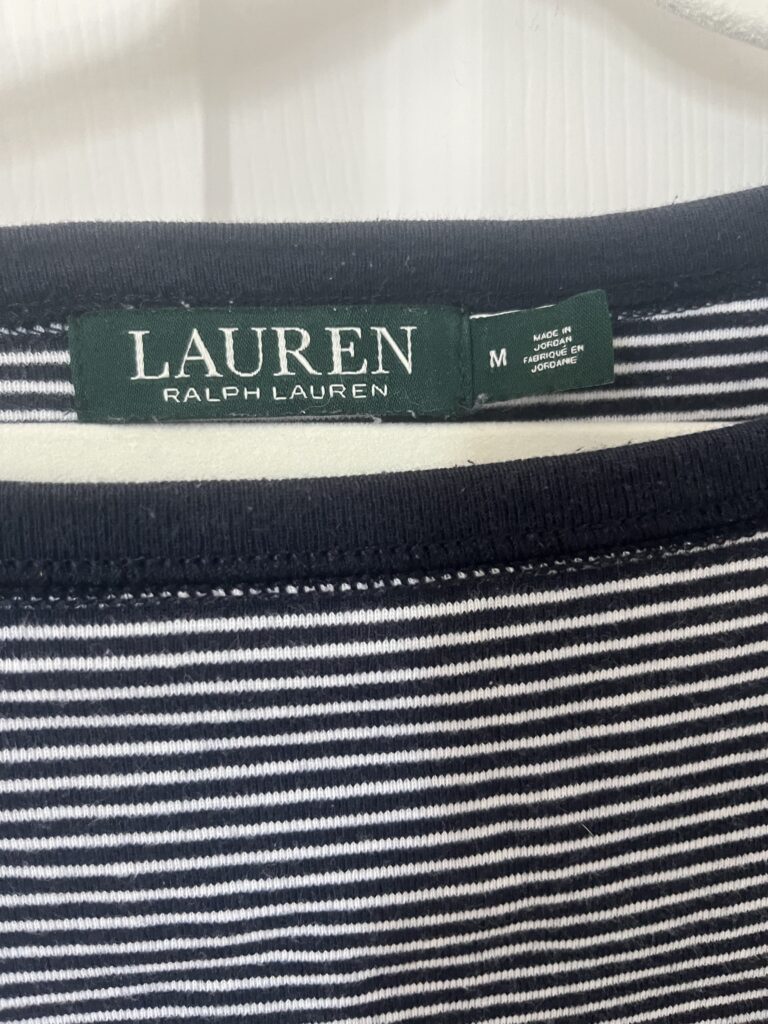 LAUREN
RALPH LAUREN
M
MADE IN
JORDAN
FABRIQUÉ EN
JORDANIE